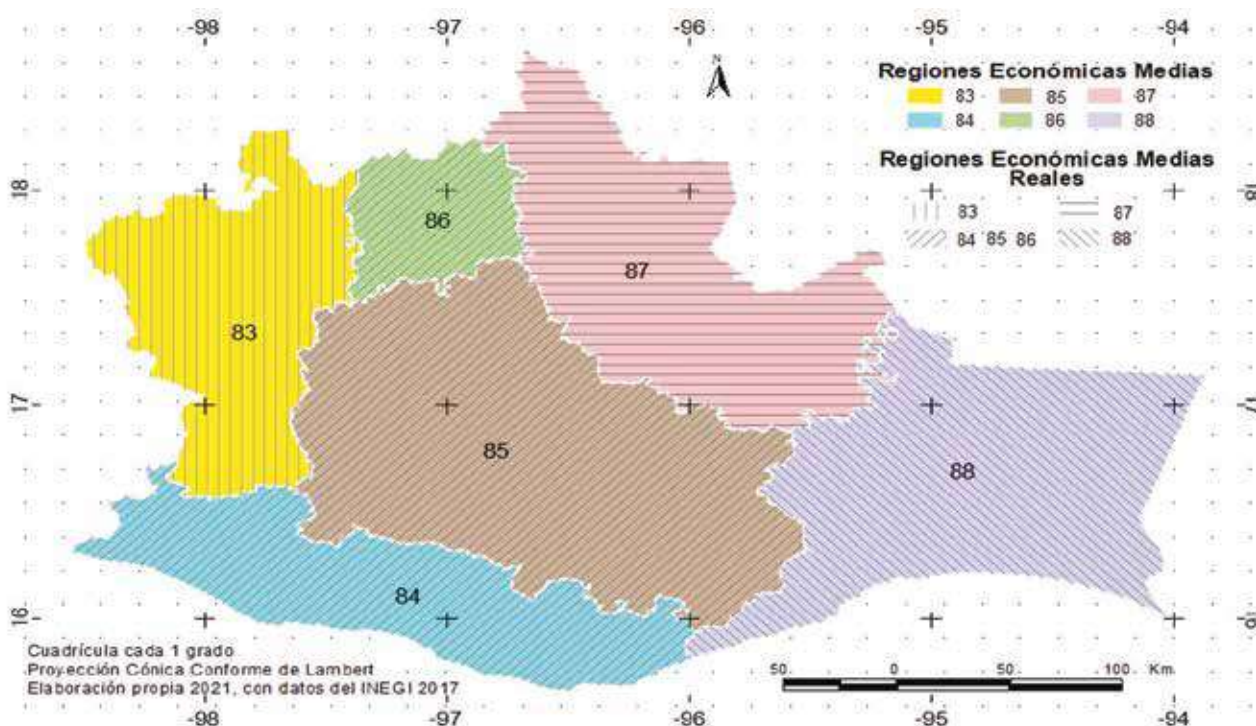 -98 -97 -96 -95 -94
N
Regiones Económicas Medias
83 85 87
84 86 88
Regiones Económicas Medias
Reales
83 87
84 85 86 88
18
17
16
86
87
83
85
88
84
Cuadrícula cada 1 grado
Proyección Cónica Conforme de Lambert
Elaboración propia 2021, con datos del INEGI 2017
50 0 50 100 Km.
-98 -97 -96 -95 -94